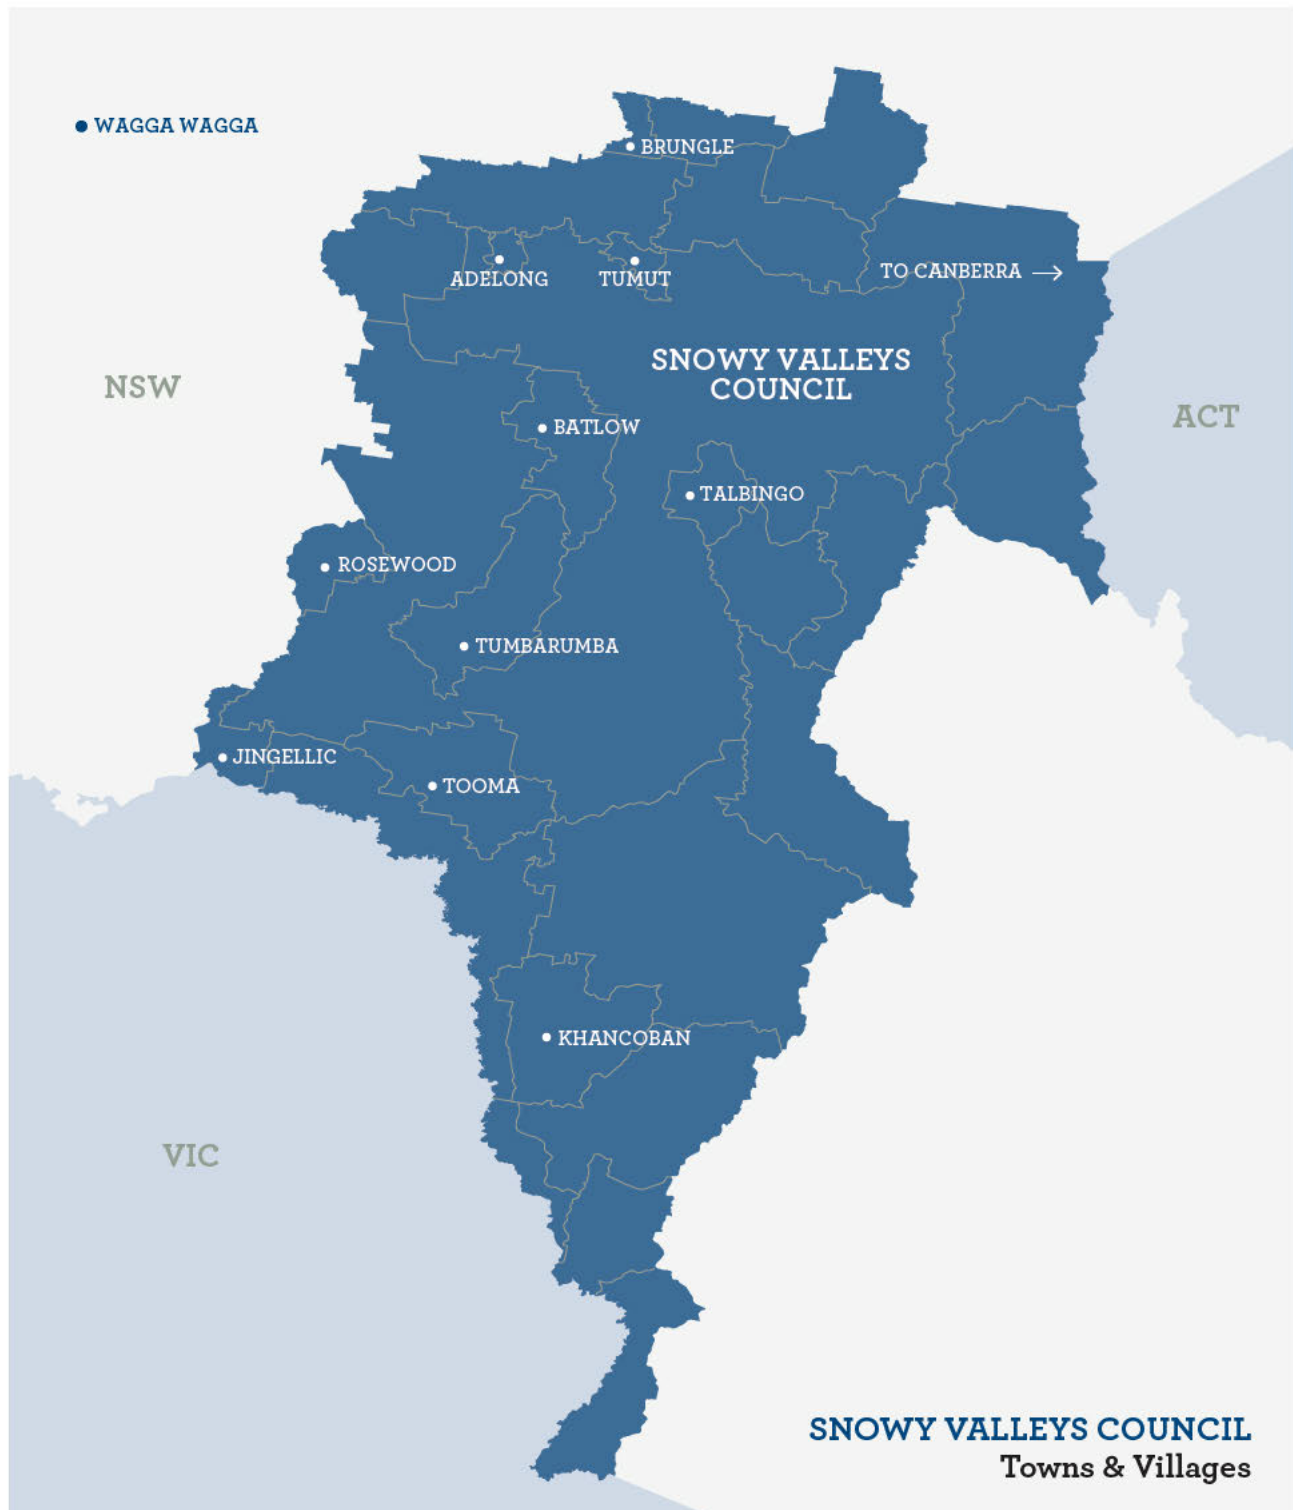 WAGGA WAGGA
BRUNGLE
ADELONG
TUMUT
TO CANBERRA →
SNOWY VALLEYS
COUNCIL
NSW
ACT
BATLOW
TALBINGO
ROSEWOOD
TUMBARUMBA
JINGELLIC
TOOMA
KHANCOBAN
VIC
SNOWY VALLEYS COUNCIL
Towns & Villages